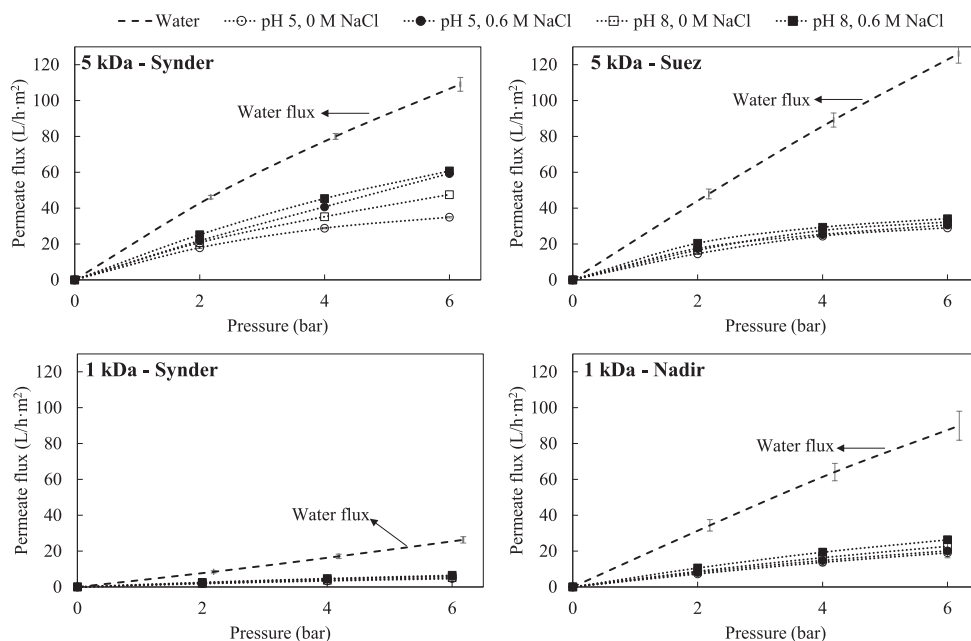 Water pH 5, 0 M NaCl pH 5, 0.6 M NaCl pH 8, 0 M NaCl pH 8, 0.6 M NaCl
5 kDa - Synder
Permeate flux (L/h·m²)
120
100
80
60
40
20
0
Water flux
0 2 4 6
Pressure (bar)
5 kDa - Suez
Permeate flux (L/h·m²)
120
100
80
60
40
20
0
Water flux
0 2 4 6
Pressure (bar)
1 kDa - Synder
Permeate flux (L/h·m²)
120
100
80
60
40
20
0
Water flux
0 2 4 6
Pressure (bar)
1 kDa - Nadir
Permeate flux (L/h·m²)
120
100
80
60
40
20
0
Water flux
0 2 4 6
Pressure (bar)